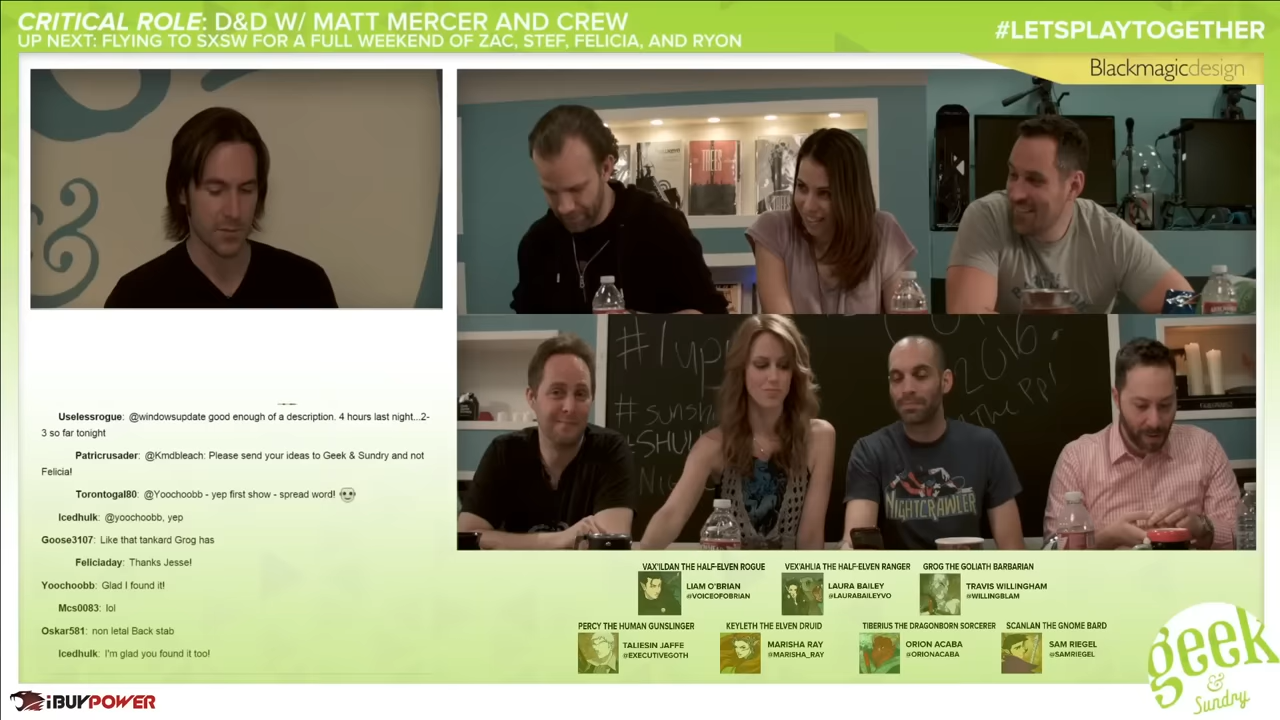 CRITICAL ROLE: D&D W/ MATT MERCER AND CREW
UP NEXT: FLYING TO SXSW FOR A FULL WEEKEND OF ZAC, STEF, FELICIA, AND RYON
#LETSPLAYTOGETHER
Blackmagicdesign
&
TREES
#1up
2016
#sunsh
NIGHTCRAWLER
Uselessrogue: @windowsupdate good enough of a description. 4 hours last night...2-
3 so far tonight
Patricrusader: @Kmdbleach: Please send your ideas to Geek & Sundry and not
Felicia!
Torontogal80: @Yoochoobb - yep first show - spread word!
Icedhulk: @yoochoobb, yep
Goose3107: Like that tankard Grog has
Feliciaday: Thanks Jesse!
Yoochoobb: Glad I found it!
Mcs0083: lol
Oskar581: non letal Back stab
Icedhulk: I'm glad you found it too!
VAX'ILDAN THE HALF-ELVEN ROGUE
LIAM O'BRIAN
@VOICEOFOBRIAN
VEX'AHLIA THE HALF-ELVEN RANGER
LAURA BAILEY
@LAURABAILEYVO
GROG THE GOLIATH BARBARIAN
TRAVIS WILLINGHAM
@WILLINGBLAM
PERCY THE HUMAN GUNSLINGER
TALIESIN JAFFE
@EXECUTIVEGOTH
KEYLETH THE ELVEN DRUID
MARISHA RAY
@MARISHA_RAY
TIBERIUS THE DRAGONBORN SORCERER
ORION ACABA
@ORIONACABA
SCANLAN THE GNOME BARD
SAM RIEGEL
@SAMRIEGEL
geek
&
Sundry
iBUYPOWER